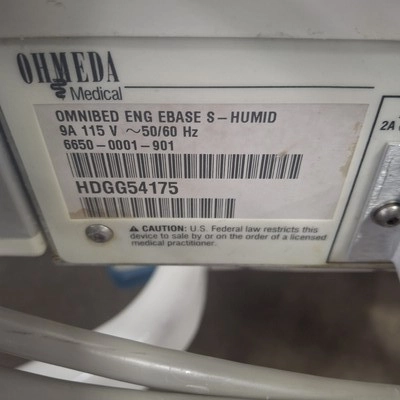 OHMEDA
Medical
OMNIBED ENG EBASE S-HUMID
9A 115 V ~50/60 Hz
6650-0001-901
HDGG54175
⚠ CAUTION: U.S. Federal law restricts this
device to sale by or on the order of a licensed
medical practitioner.
2A